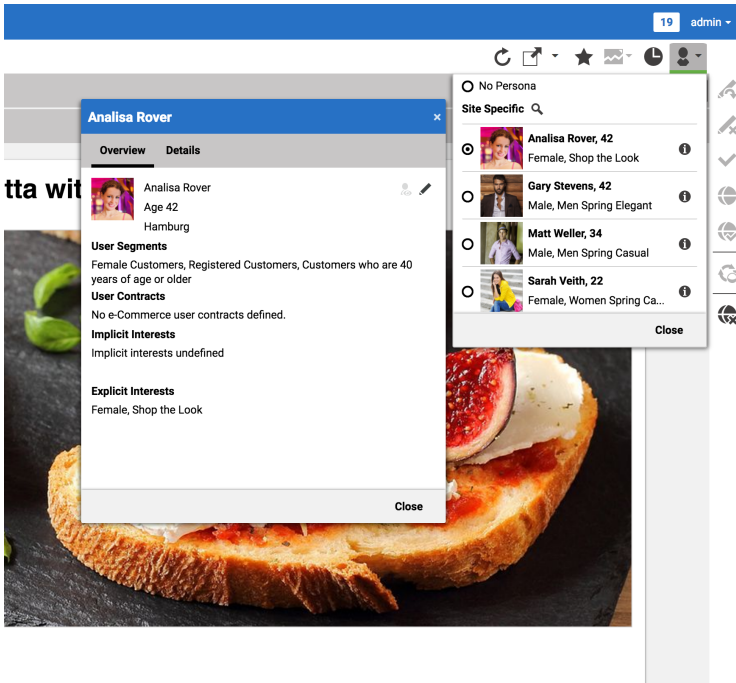 19 admin
No Persona
Site Specific
Analisa Rover, 42
Female, Shop the Look
Gary Stevens, 42
Male, Men Spring Elegant
Matt Weller, 34
Male, Men Spring Casual
Sarah Veith, 22
Female, Women Spring Ca...
Close
Analisa Rover ×
Overview Details
Analisa Rover
Age 42
Hamburg
User Segments
Female Customers, Registered Customers, Customers who are 40
years of age or older
User Contracts
No e-Commerce user contracts defined.
Implicit Interests
Implicit interests undefined
Explicit Interests
Female, Shop the Look
Close
tta wit